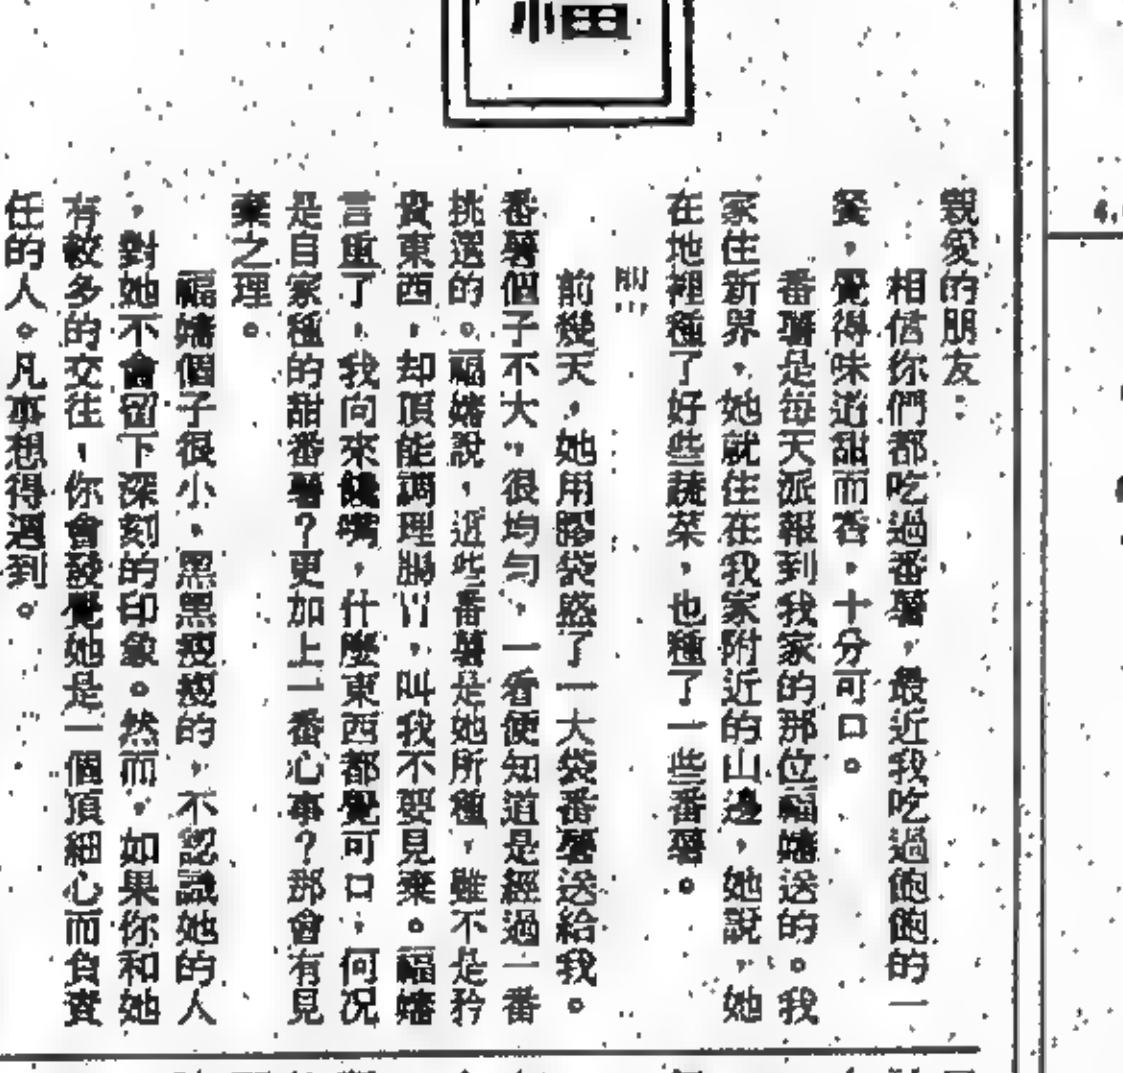 福
親愛的朋友：
相信你們都吃過番薯，最近我吃過飽飽的一
餐，覺得味道甜而香，十分可口。
番薯是每天派報到我家的那位福嬸送的。我
家住新界，她就住在我家附近的山邊，她說，她
在地裡種了好些蔬菜，也種了一些番薯。
前幾天，她用膠袋盛了一大袋番薯送給我。
番薯個子不大，很均勻，一看便知道是經過一番
挑選的。福嬸說，這些番薯是她所種，雖不是矜
貴東西，却頂能調理腸胃，叫我不要見棄。福嬸
言重了，我向來饞嘴，什麼東西都覺可口，何况
是自家種的甜番薯？更加上一番心事？那會有見
棄之理。
福嬸個子很小，黑黑瘦瘦的，不認識她的人
，對她不會留下深刻的印象。然而，如果你和她
有較多的交往，你會發覺她是一個頂細心而負責
任的人。凡事想得週到。